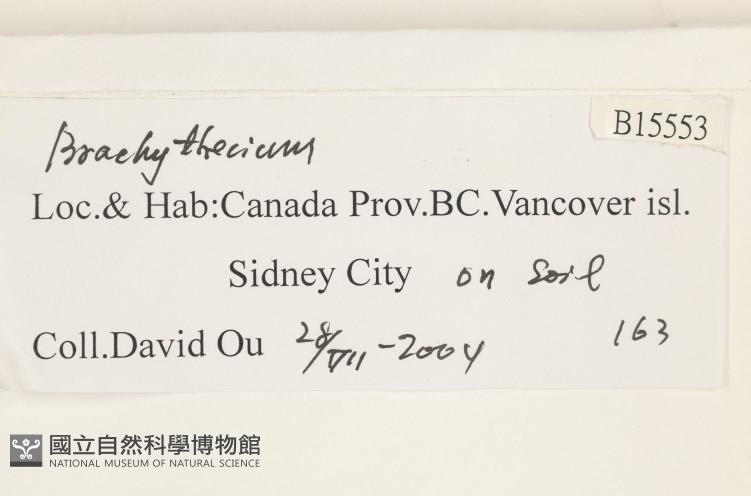 B15553
Brachythecium
Loc.& Hab:Canada Prov.BC.Vancover isl.
Sidney City on Soil
Coll.David Ou 28/VII-2004 163
國立自然科學博物館
NATIONAL MUSEUM OF NATURAL SCIENCE